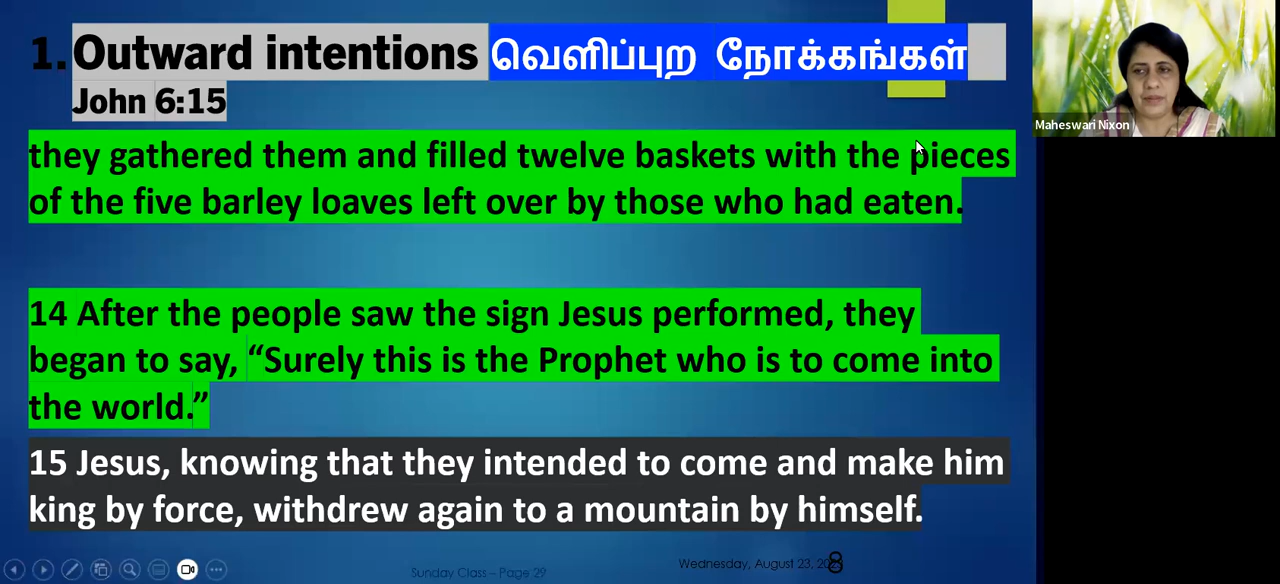 1. Outward intentions வெளிப்புற நோக்கங்கள்
John 6:15
they gathered them and filled twelve baskets with the pieces
of the five barley loaves left over by those who had eaten.
14 After the people saw the sign Jesus performed, they
began to say, “Surely this is the Prophet who is to come into
the world.”
15 Jesus, knowing that they intended to come and make him
king by force, withdrew again to a mountain by himself.
Maheswari Nixon
Sunday Class - Page 29
Wednesday, August 23,
8